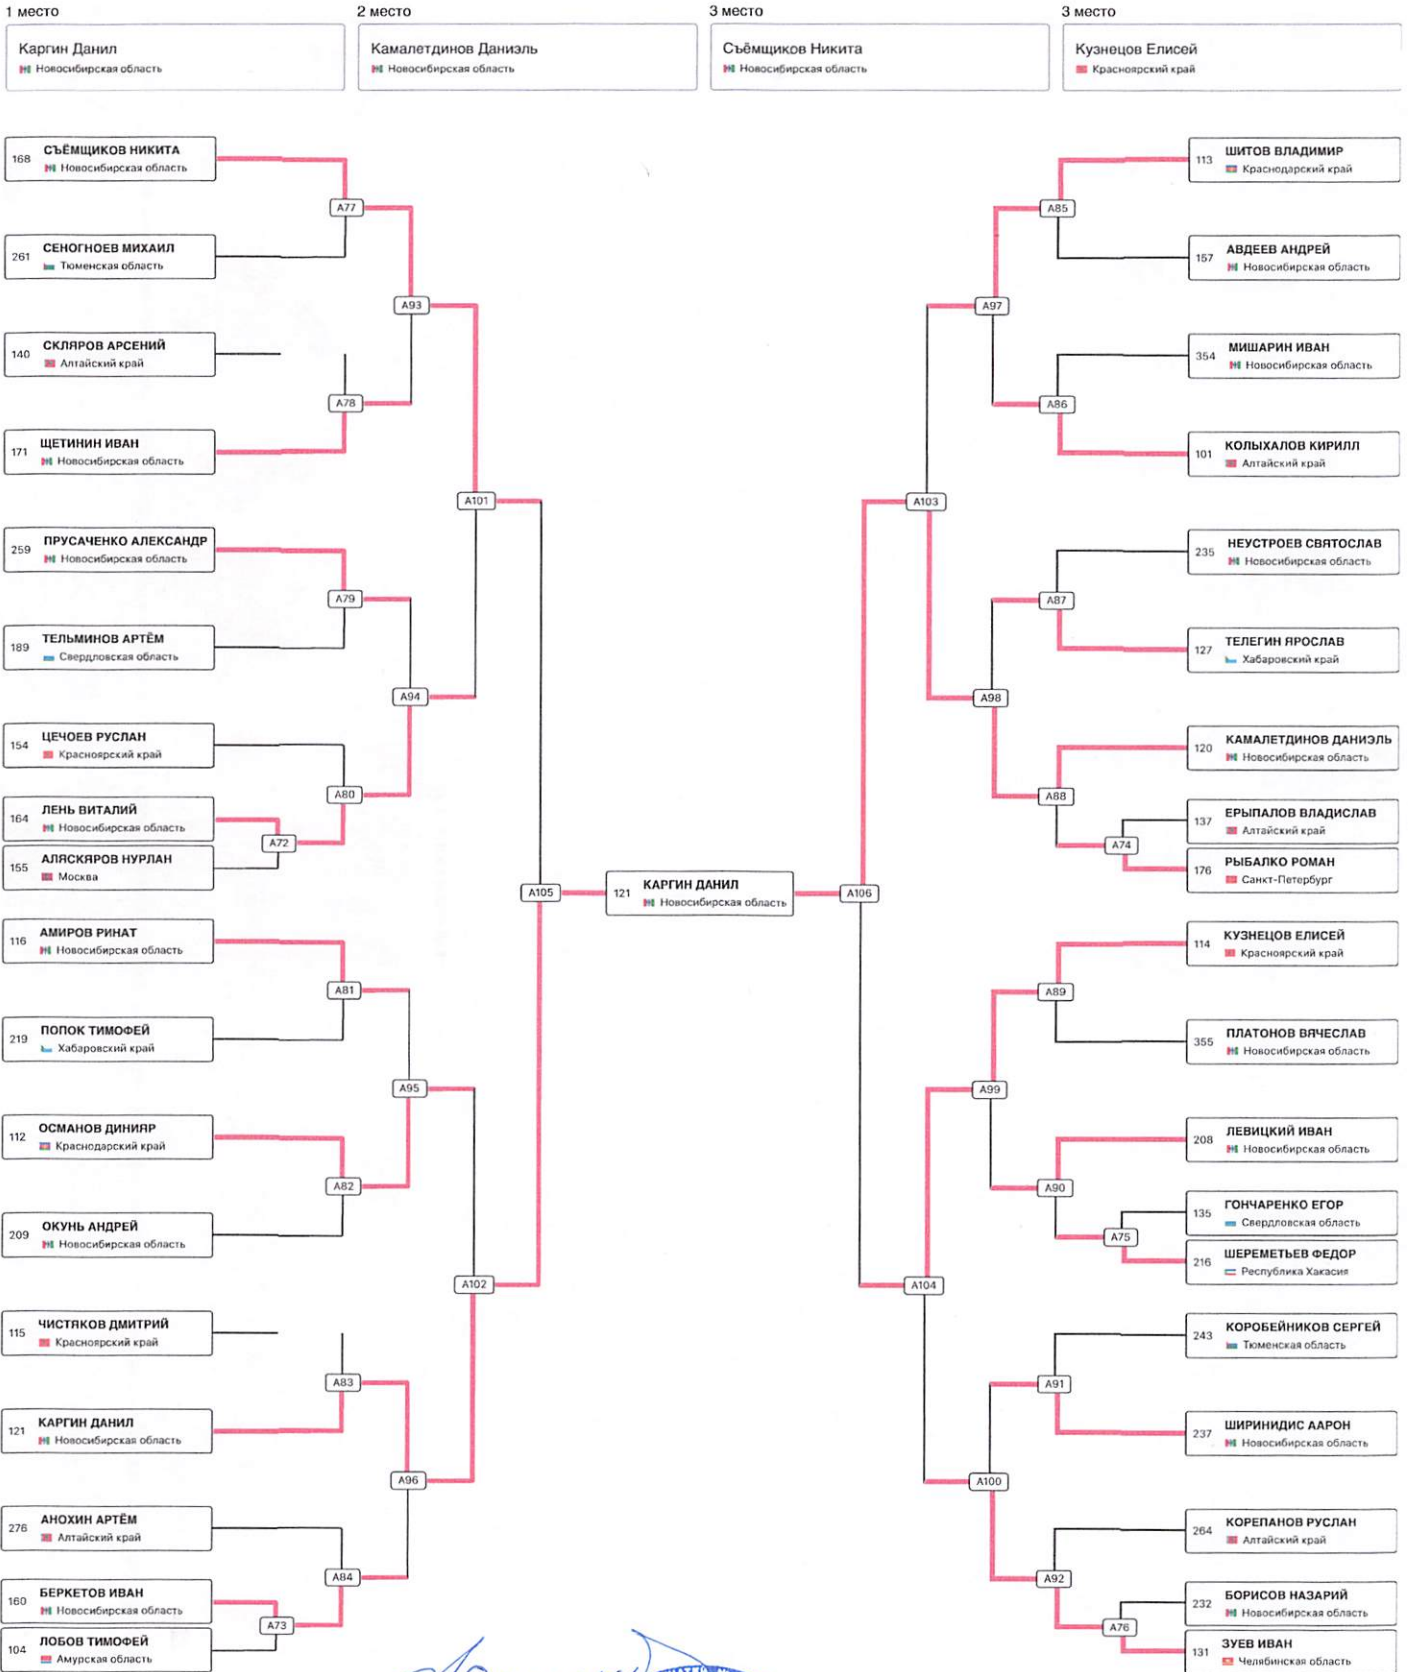 1 место
2 место
3 место
3 место
Каргин Данил
Новосибирская область
Камалетдинов Даниэль
Новосибирская область
Съёмщиков Никита
Новосибирская область
Кузнецов Елисей
Красноярский край
168 СЪЁМЩИКОВ НИКИТА
Новосибирская область
261 СЕНОГНОЕВ МИХАИЛ
Тюменская область
140 СКЛЯРОВ АРСЕНИЙ
Алтайский край
171 ЩЕТИНИН ИВАН
Новосибирская область
259 ПРУСАЧЕНКО АЛЕКСАНДР
Новосибирская область
189 ТЕЛЬМИНОВ АРТЁМ
Свердловская область
154 ЦЕЧОЕВ РУСЛАН
Красноярский край
164 ЛЕНЬ ВИТАЛИЙ
Новосибирская область
155 АЛЯСКЯРОВ НУРЛАН
Москва
116 АМИРОВ РИНАТ
Новосибирская область
219 ПОПОК ТИМОФЕЙ
Хабаровский край
112 ОСМАНОВ ДИНИЯР
Краснодарский край
209 ОКУНЬ АНДРЕЙ
Новосибирская область
115 ЧИСТЯКОВ ДМИТРИЙ
Красноярский край
121 КАРГИН ДАНИЛ
Новосибирская область
276 АНОХИН АРТЁМ
Алтайский край
160 БЕРКЕТОВ ИВАН
Новосибирская область
104 ЛОБОВ ТИМОФЕЙ
Амурская область
A77
A78
A79
A80
A72
A81
A82
A83
A84
A73
A93
A94
A95
A96
A101
A102
A105
121 КАРГИН ДАНИЛ
Новосибирская область
A106
A103
A104
A97
A98
A99
A100
A85
A86
A87
A88
A74
A89
A90
A75
A91
A92
A76
113 ШИТОВ ВЛАДИМИР
Краснодарский край
157 АВДЕЕВ АНДРЕЙ
Новосибирская область
354 МИШАРИН ИВАН
Новосибирская область
101 КОЛЫХАЛОВ КИРИЛЛ
Алтайский край
235 НЕУСТРОЕВ СВЯТОСЛАВ
Новосибирская область
127 ТЕЛЕГИН ЯРОСЛАВ
Хабаровский край
120 КАМАЛЕТДИНОВ ДАНИЭЛЬ
Новосибирская область
137 ЕРЫПАЛОВ ВЛАДИСЛАВ
Алтайский край
176 РЫБАЛКО РОМАН
Санкт-Петербург
114 КУЗНЕЦОВ ЕЛИСЕЙ
Красноярский край
355 ПЛАТОНОВ ВЯЧЕСЛАВ
Новосибирская область
208 ЛЕВИЦКИЙ ИВАН
Новосибирская область
135 ГОНЧАРЕНКО ЕГОР
Свердловская область
216 ШЕРЕМЕТЬЕВ ФЕДОР
Республика Хакасия
243 КОРОБЕЙНИКОВ СЕРГЕЙ
Тюменская область
237 ШИРИНИДИС ААРОН
Новосибирская область
264 КОРЕПАНОВ РУСЛАН
Алтайский край
232 БОРИСОВ НАЗАРИЙ
Новосибирская область
131 ЗУЕВ ИВАН
Челябинская область